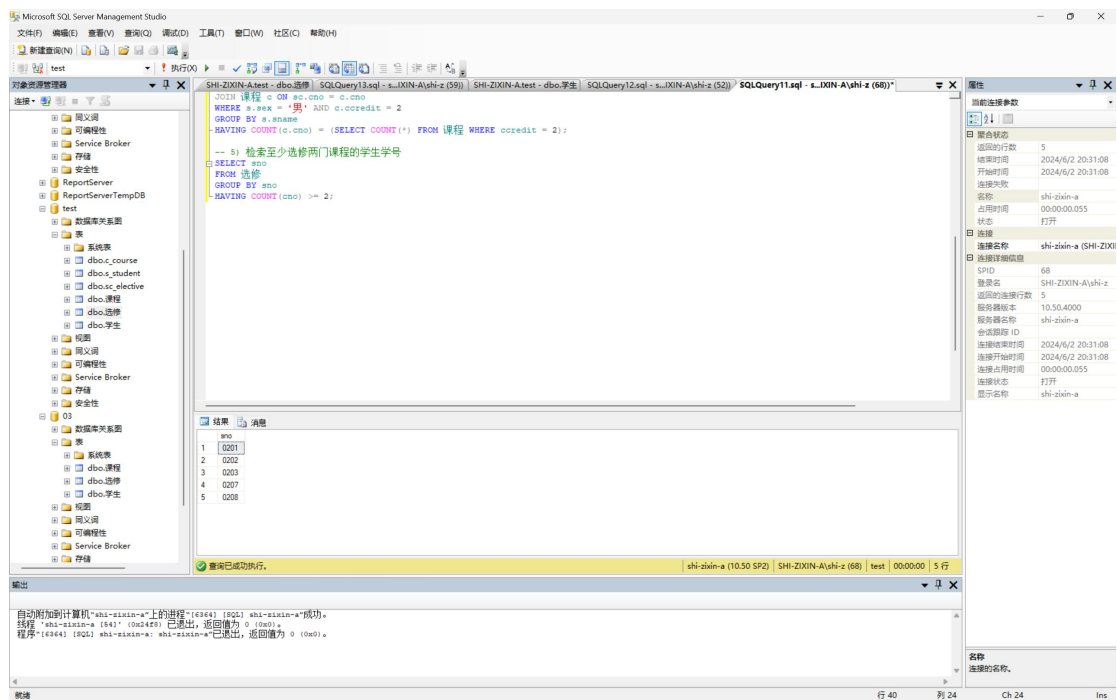 Microsoft SQL Server Management Studio
文件(F) 编辑(E) 查看(V) 查询(Q) 调试(D) 工具(T) 窗口(W) 社区(C) 帮助(H)
新建查询(N)
test 执行(X)
对象资源管理器
连接
同义词
可编程性
Service Broker
存储
安全性
ReportServer
ReportServerTempDB
test
数据库关系图
表
系统表
dbo.c_course
dbo.s_student
dbo.sc_elective
dbo.课程
dbo.选修
dbo.学生
视图
同义词
可编程性
Service Broker
存储
安全性
03
数据库关系图
表
系统表
dbo.课程
dbo.选修
dbo.学生
视图
同义词
可编程性
Service Broker
存储
SHI-ZIXIN-A.test - dbo.选修 SQLQuery13.sql - s...IXIN-A\shi-z (59)) SHI-ZIXIN-A.test - dbo.学生 SQLQuery12.sql - s...IXIN-A\shi-z (52)) SQLQuery11.sql - s...IXIN-A\shi-z (68))*
JOIN 课程 c ON sc.cno = c.cno
WHERE s.sex = '男' AND c.ccredit = 2
GROUP BY s.sname
HAVING COUNT(c.cno) = (SELECT COUNT(*) FROM 课程 WHERE ccredit = 2);
-- 5) 检索至少选修两门课程的学生学号
SELECT sno
FROM 选修
GROUP BY sno
HAVING COUNT(cno) >= 2;
结果 消息
sno
1 0201
2 0202
3 0203
4 0207
5 0208
查询已成功执行。 shi-zixin-a (10.50 SP2) SHI-ZIXIN-A\shi-z (68) test 00:00:00 5 行
属性
当前连接参数
聚合状态
返回的行数 5
结束时间 2024/6/2 20:31:08
开始时间 2024/6/2 20:31:08
连接失败
名称 shi-zixin-a
占用时间 00:00:00.055
状态 打开
连接
连接名称 shi-zixin-a (SHI-ZIXI
连接详细信息
SPID 68
登录名 SHI-ZIXIN-A\shi-z
返回的连接行数 5
服务器版本 10.50.4000
服务器名称 shi-zixin-a
会话跟踪 ID
连接结束时间 2024/6/2 20:31:08
连接开始时间 2024/6/2 20:31:08
连接占用时间 00:00:00.055
连接状态 打开
显示名称 shi-zixin-a
名称
连接的名称。
输出
自动附加到计算机"shi-zixin-a"上的进程"[6364] [SQL] shi-zixin-a"成功。
线程 'shi-zixin-a [54]' (0x24f8) 已退出，返回值为 0 (0x0)。
程序"[6364] [SQL] shi-zixin-a: shi-zixin-a"已退出，返回值为 0 (0x0)。
就绪 行 40 列 24 Ch 24 Ins